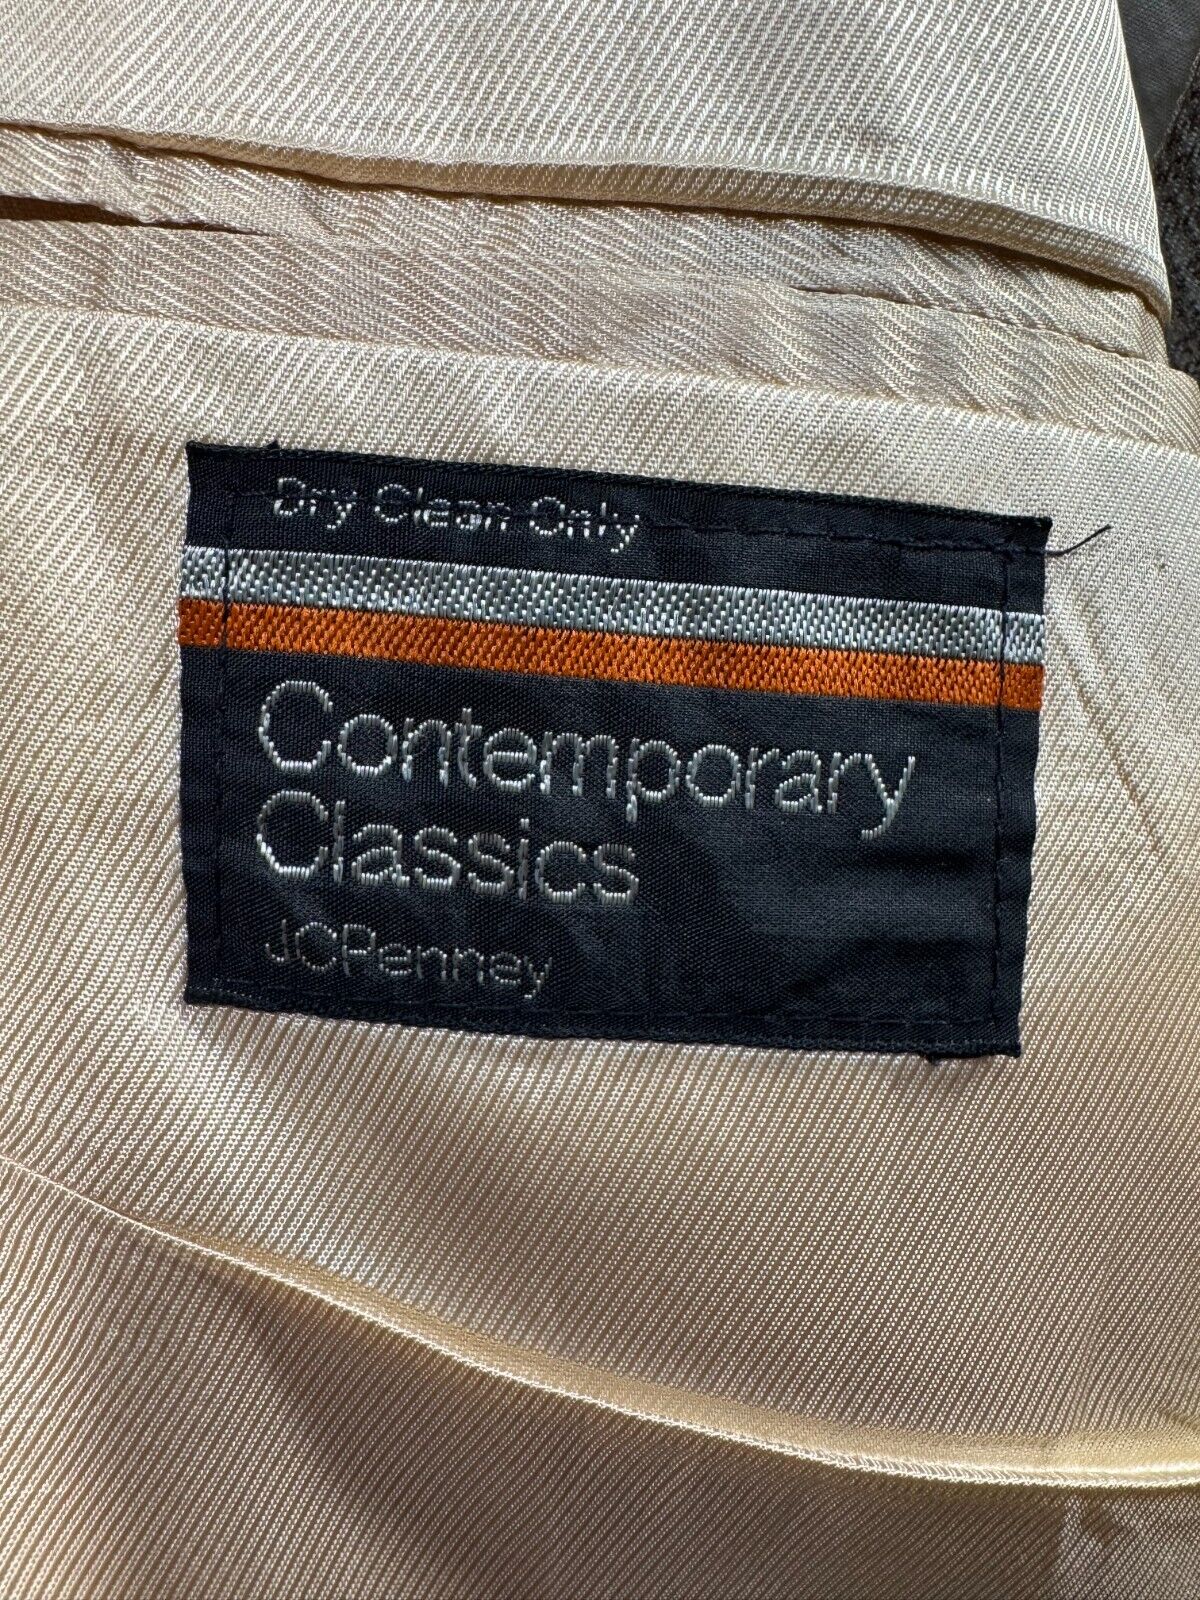 Dry Clean Only
Contemporary
Classics
JCPenney